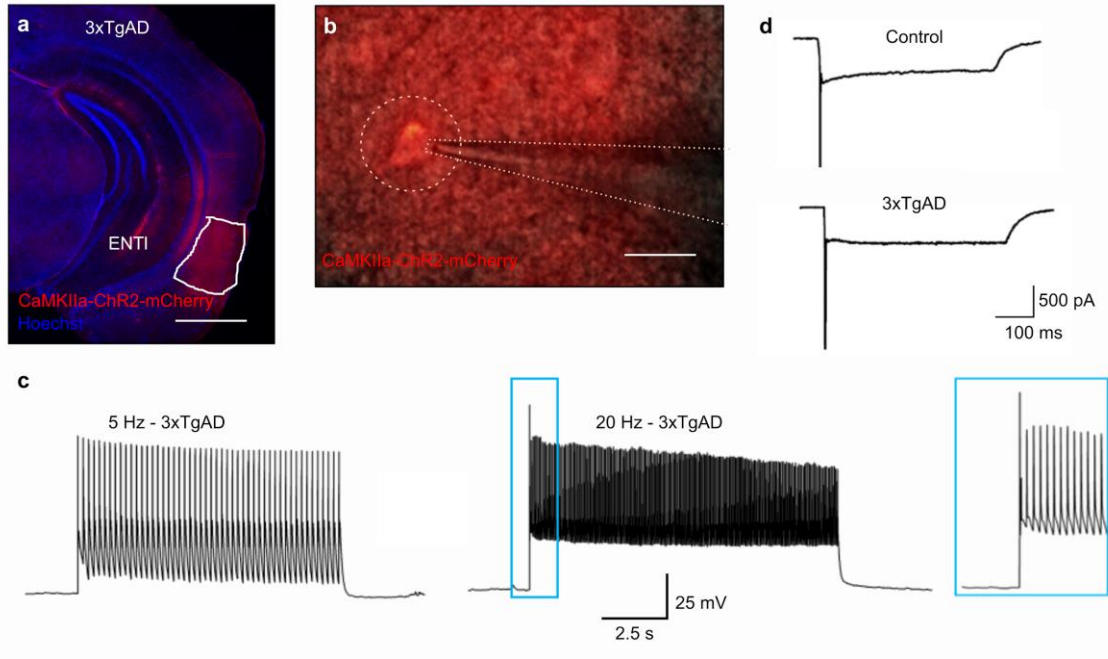 a
3xTgAD
ENTl
CaMKIIa-ChR2-mCherry
Hoechst
b
CaMKIIa-ChR2-mCherry
d
Control
3xTgAD
500 pA
100 ms
c
5 Hz - 3xTgAD
20 Hz - 3xTgAD
25 mV
2.5 s